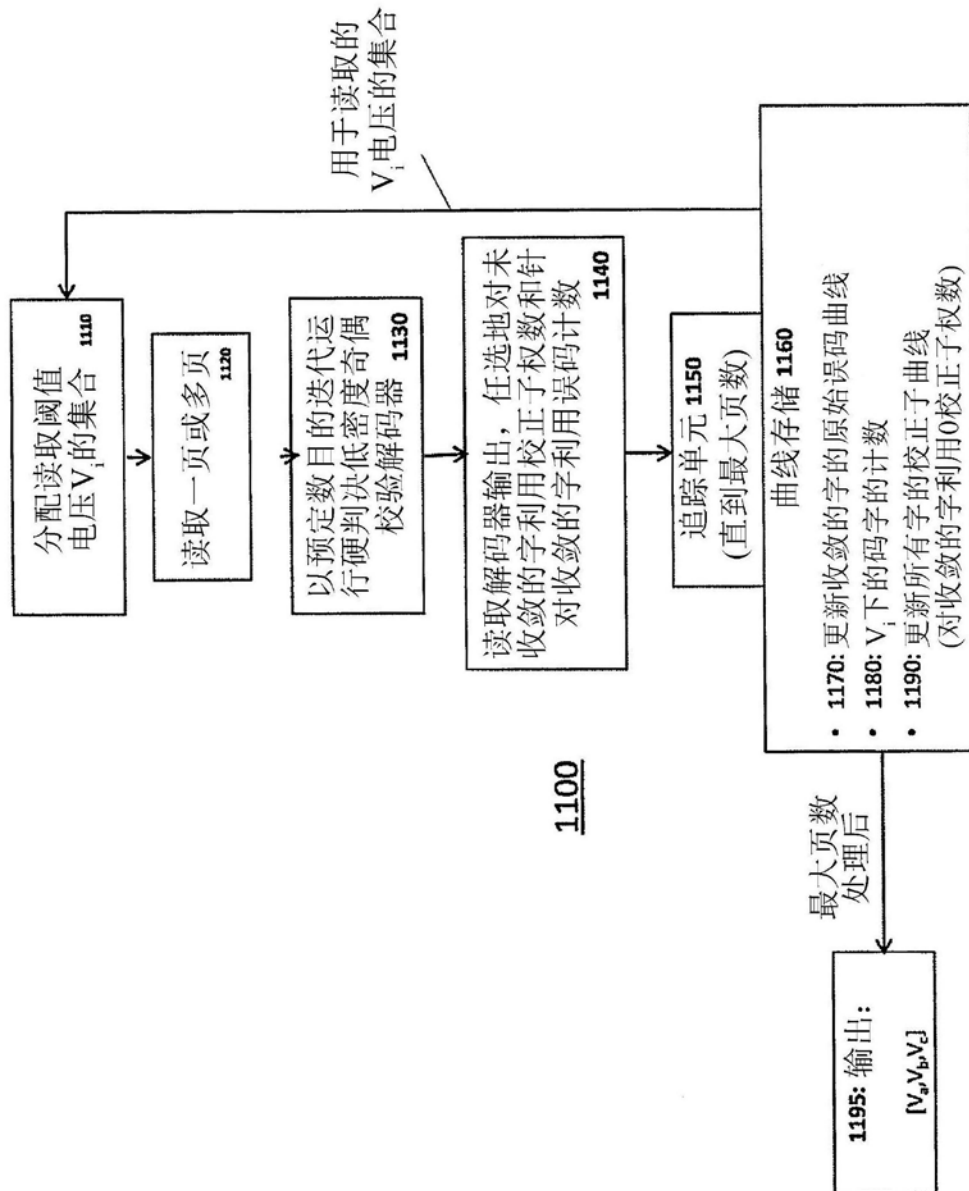 1100
分配读取阈值
电压Vi的集合
1110
读取一页或多页
1120
以预定数目的迭代运
行硬判决低密度奇偶
校验解码器 1130
读取解码器输出，任选地对未
收敛的字利用校正子权数和针
对收敛的字利用误码计数 1140
追踪单元 1150
(直到最大页数)
曲线存储 1160
• 1170: 更新收敛的字的原始误码曲线
• 1180: Vi下的码字的计数
• 1190: 更新所有字的校正子曲线
(对收敛的字利用0校正子权数)
用于读取的
Vi电压的集合
最大页数
处理后
1195: 输出:
[Va,Vb,Vc]